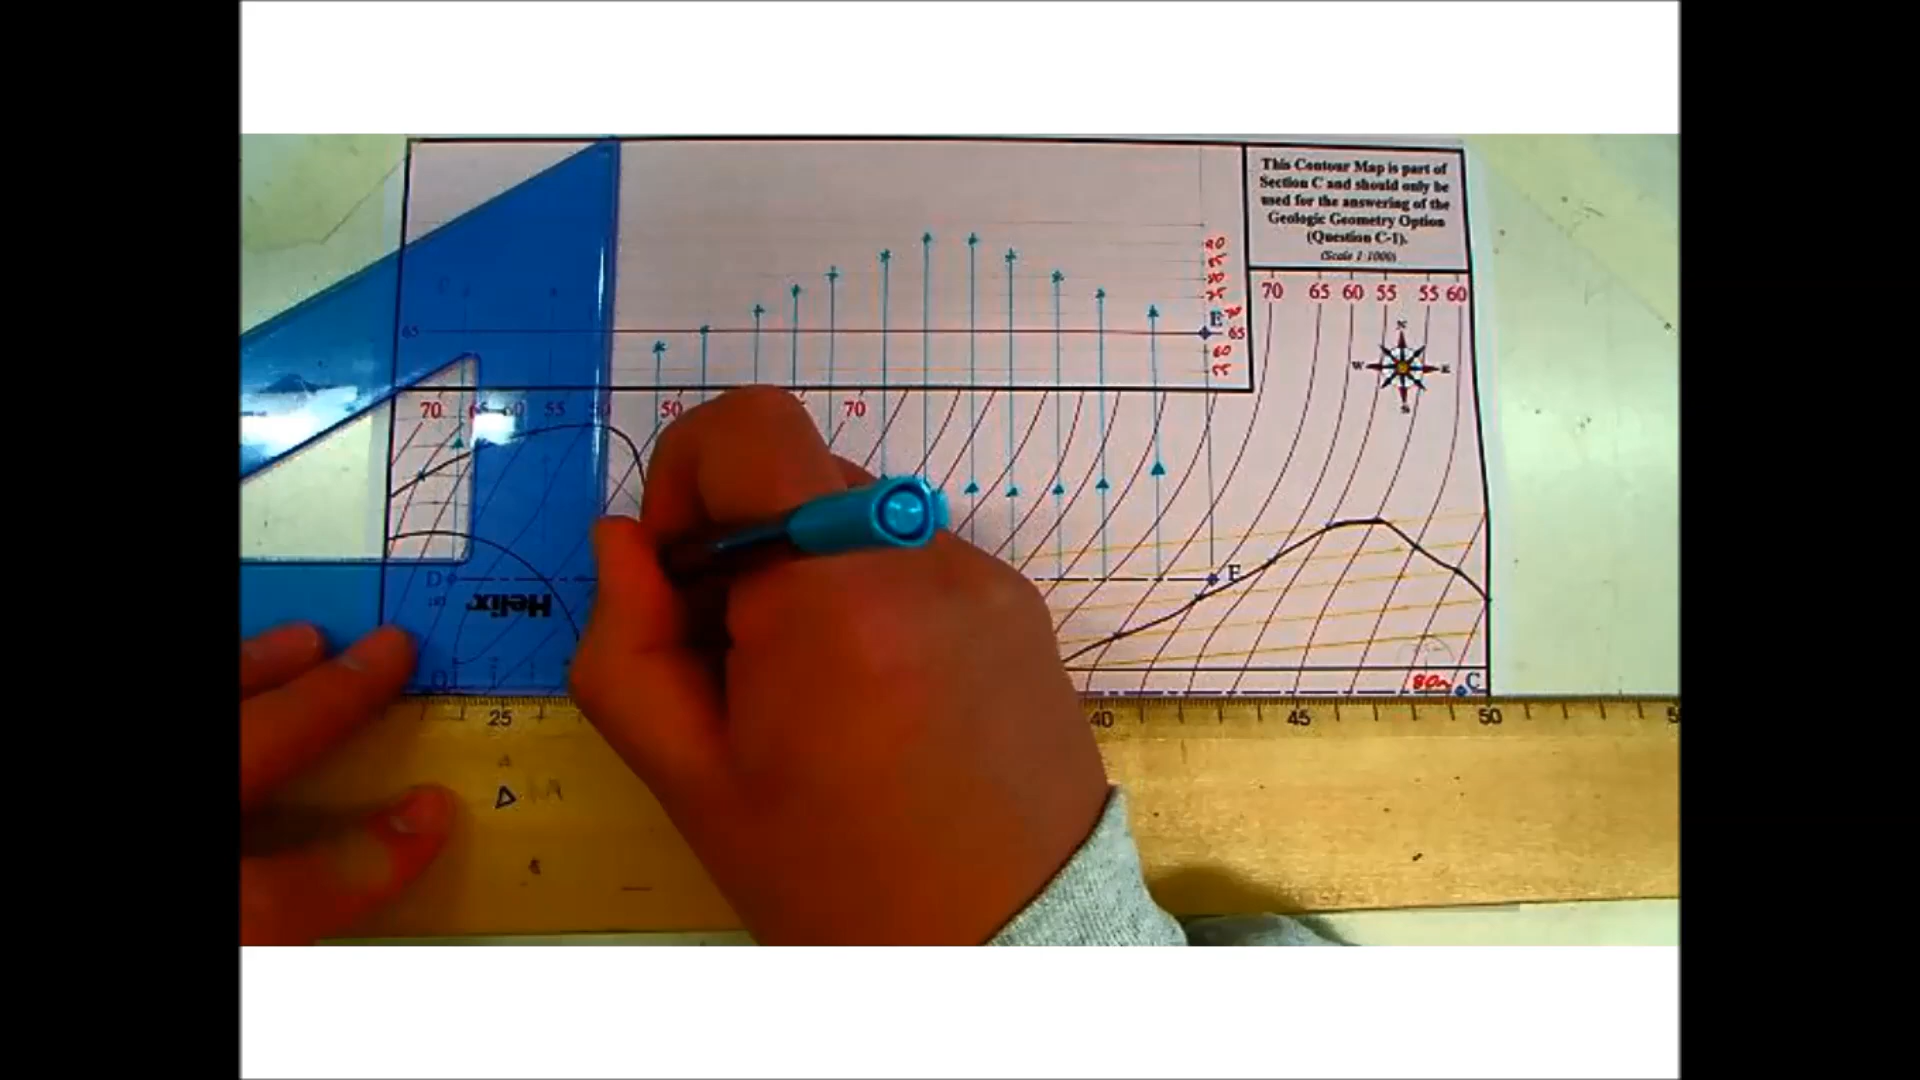 This Contour Map is part of
Section C and should only be
used for the answering of the
Geologic Geometry Option
(Question C-1).
(Scale 1:1000)
90
85
80
75
70
E 65
60
55
65
70 65 60 55 55 60
N
W E
S
70 65 60 55 50 50 70
D E
Helix
80m C
25 40 45 50